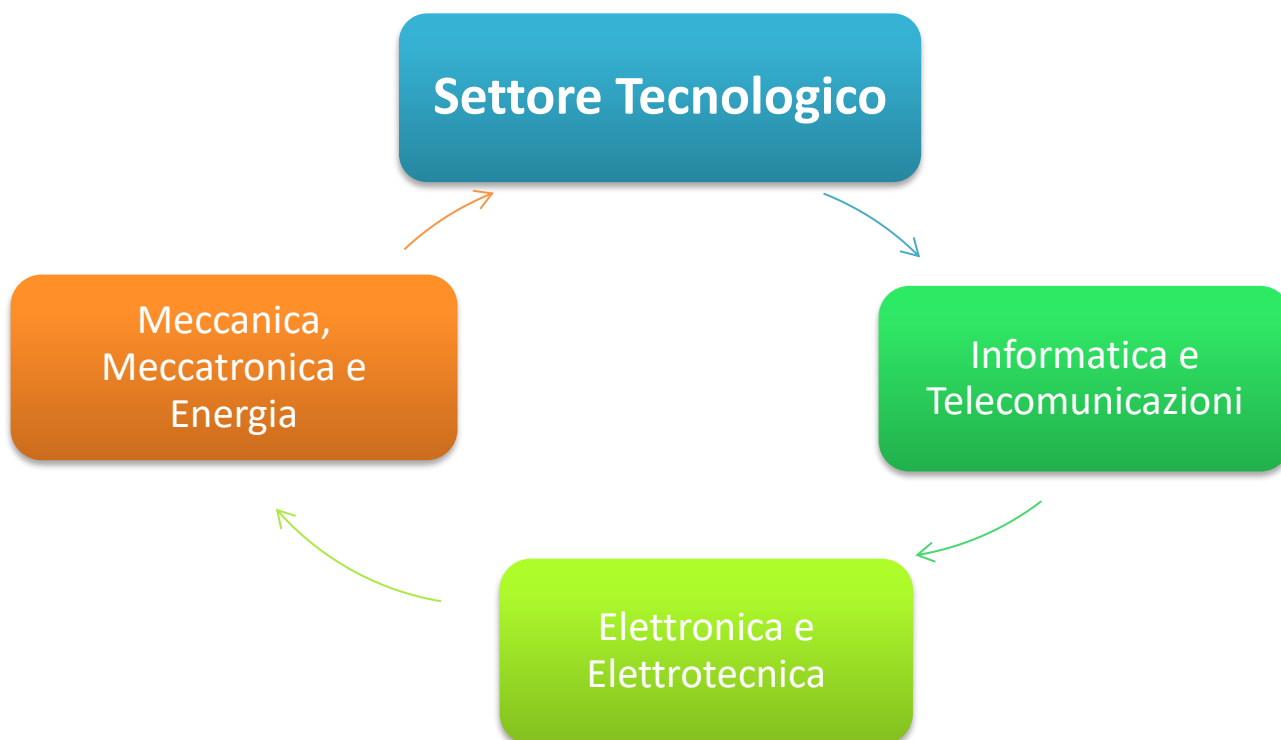 Settore Tecnologico
Meccanica,
Meccatronica e
Energia
Informatica e
Telecomunicazioni
Elettronica e
Elettrotecnica